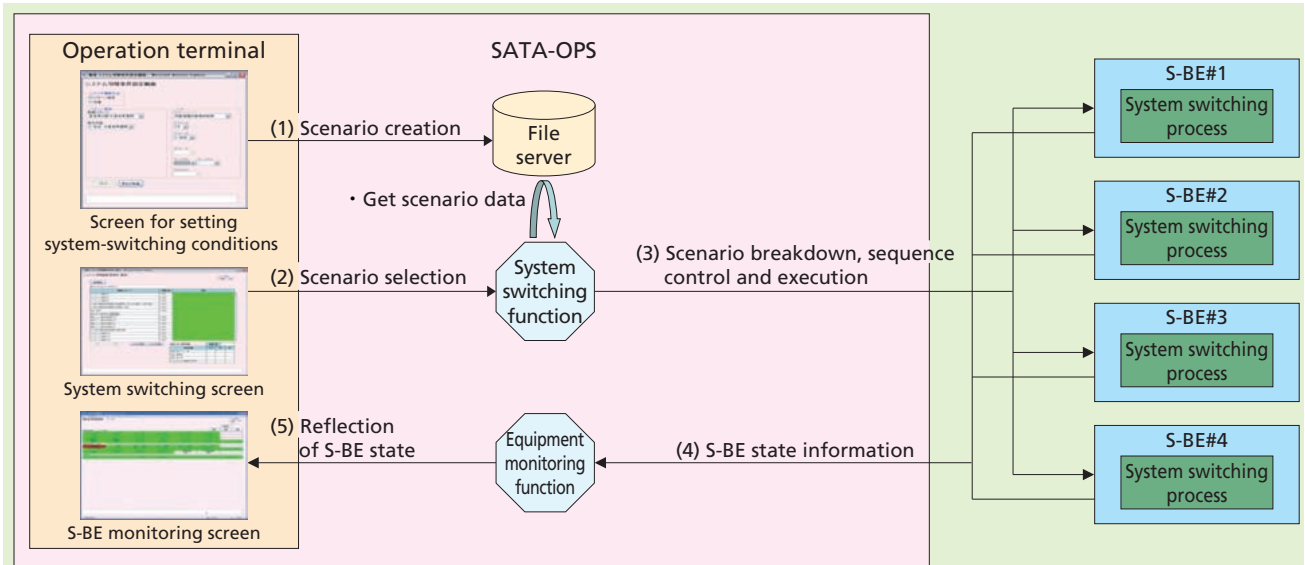 Operation terminal
SATA-OPS
(1) Scenario creation
File
server
Screen for setting
system-switching conditions
・Get scenario data
(2) Scenario selection
System
switching
function
(3) Scenario breakdown, sequence
control and execution
System switching screen
(5) Reflection
of S-BE state
Equipment
monitoring
function
(4) S-BE state information
S-BE monitoring screen
S-BE#1
System switching
process
S-BE#2
System switching
process
S-BE#3
System switching
process
S-BE#4
System switching
process